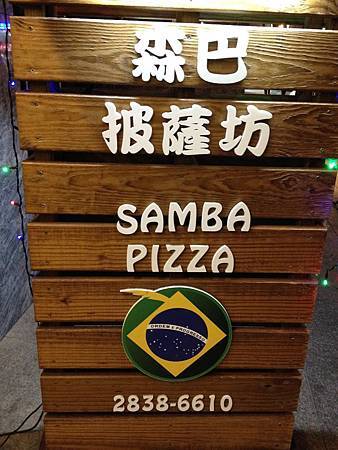 森巴
披薩坊
SAMBA
PIZZA
ORDEM E PROGRESSO
2838-6610